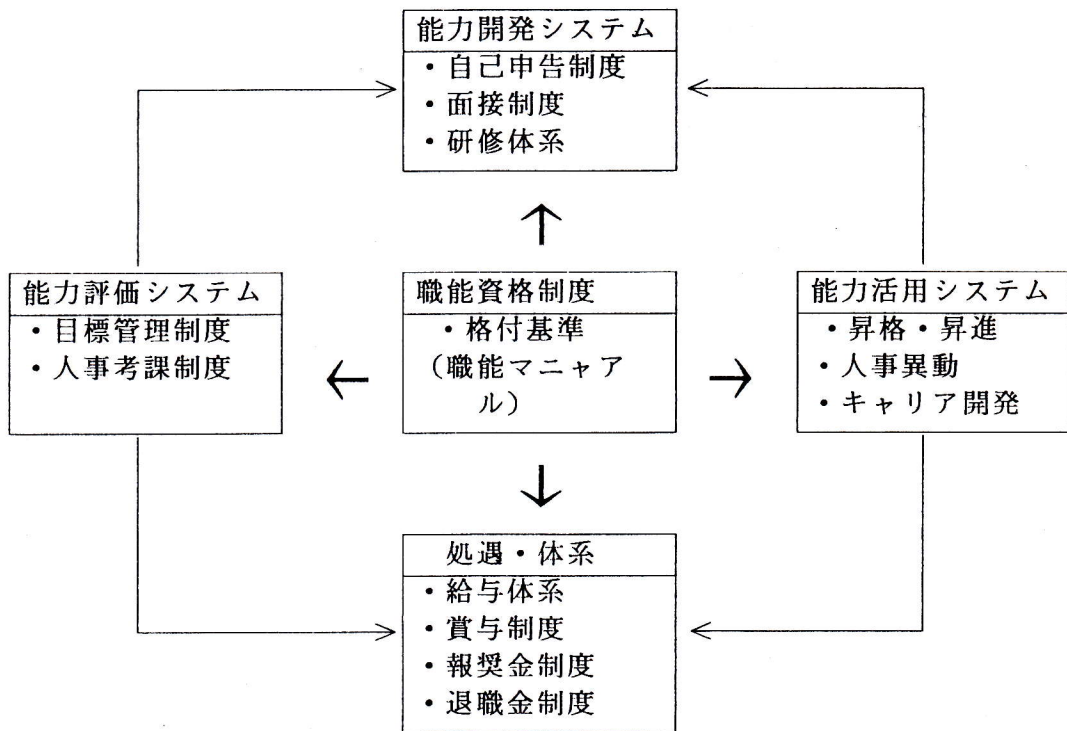 能力開発システム
・自己申告制度
・面接制度
・研修体系
能力評価システム
・目標管理制度
・人事考課制度
職能資格制度
・格付基準
(職能マニャア
ル)
能力活用システム
・昇格・昇進
・人事異動
・キャリア開発
処遇・体系
・給与体系
・賞与制度
・報奨金制度
・退職金制度